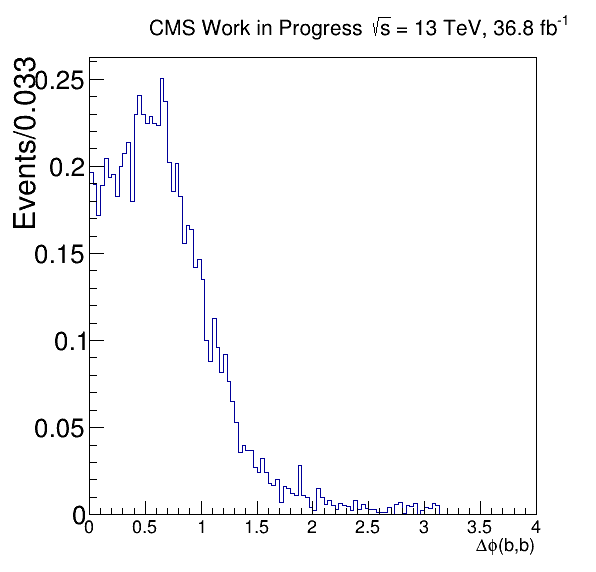 CMS Work in Progress √s = 13 TeV, 36.8 fb⁻¹
Events/0.033
0.25
0.2
0.15
0.1
0.05
0
0 0.5 1 1.5 2 2.5 3 3.5 4
Δϕ(b,b)